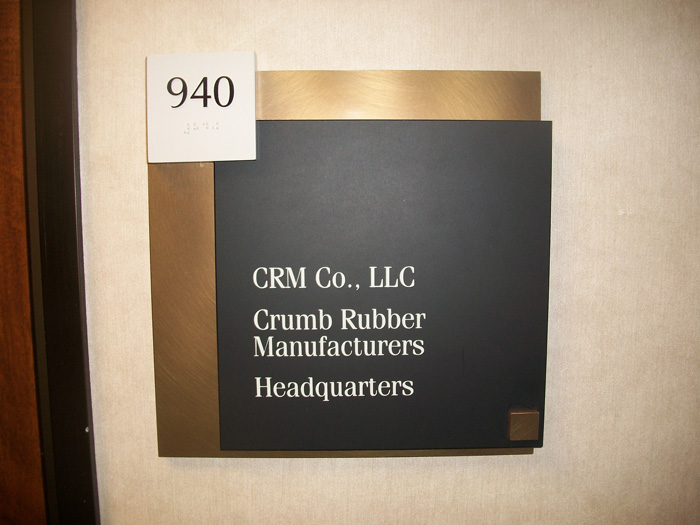 940
CRM Co., LLC
Crumb Rubber
Manufacturers
Headquarters